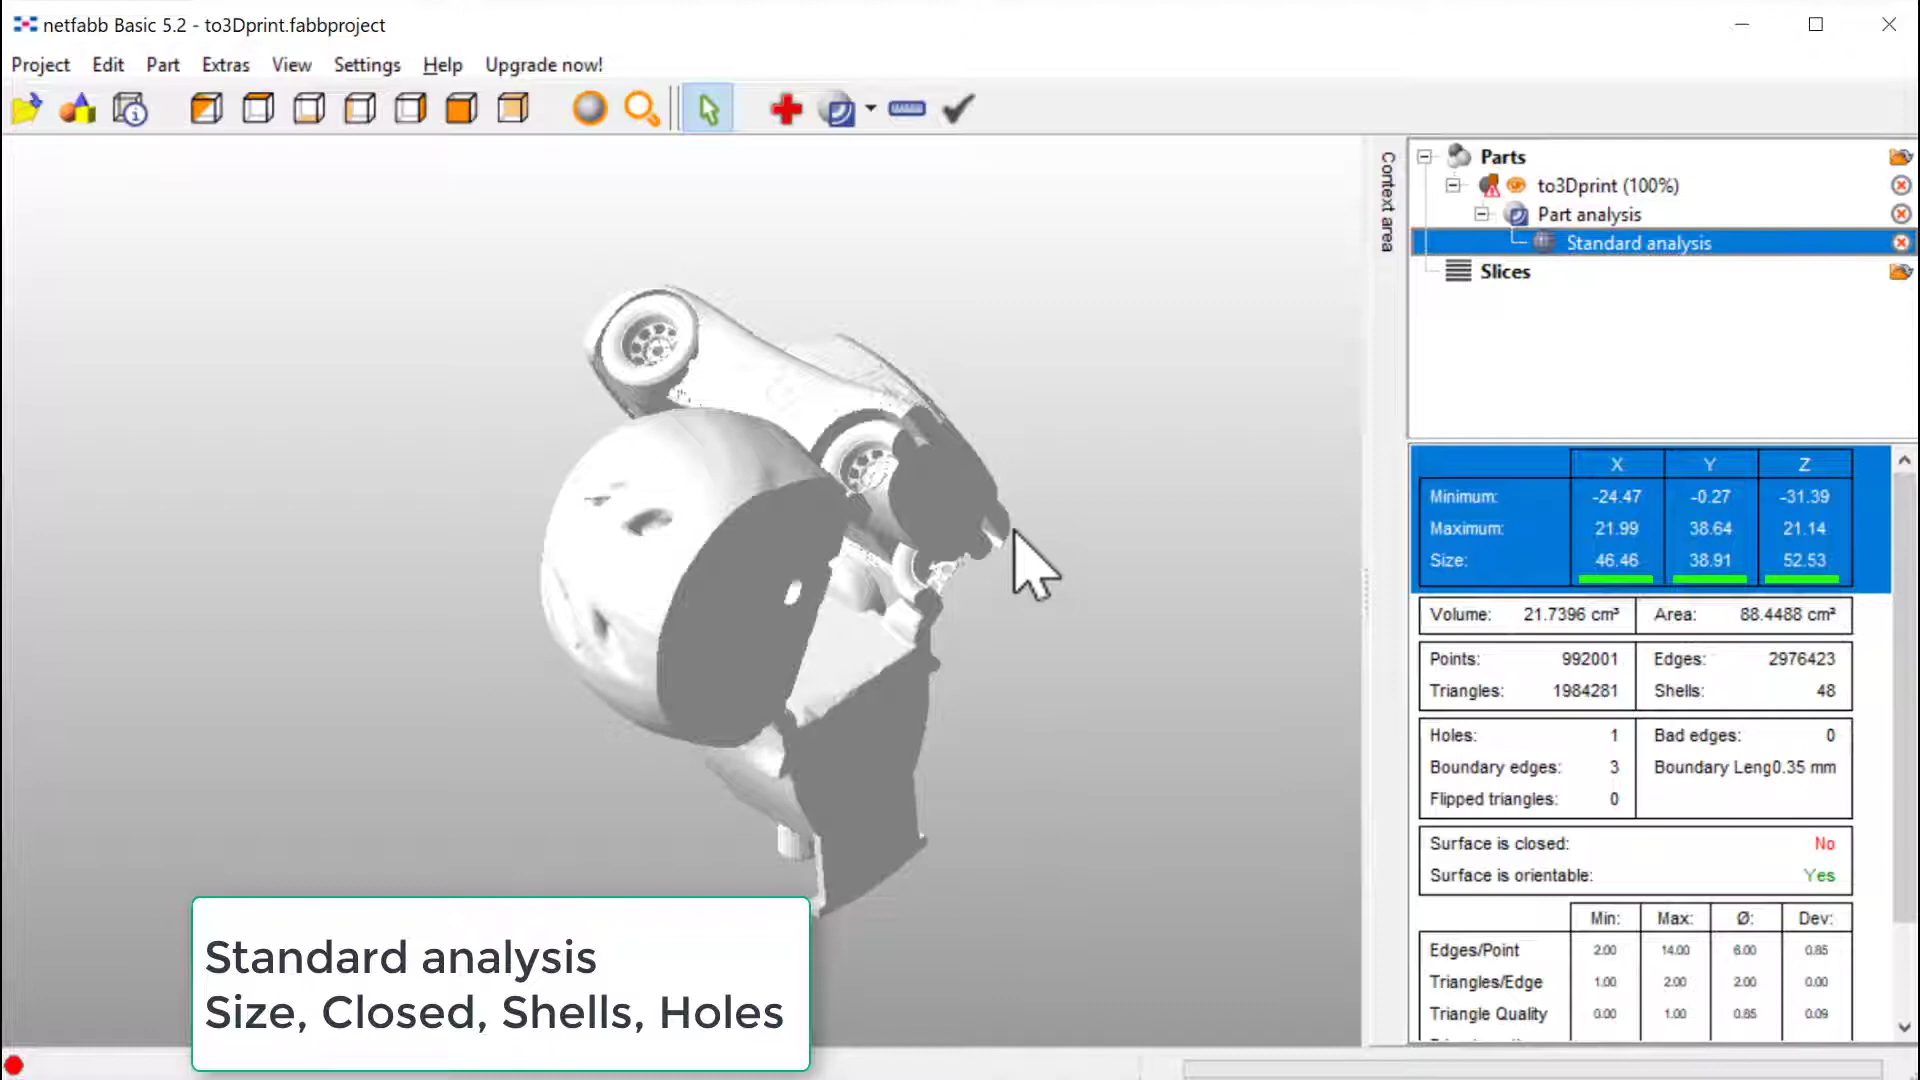 netfabb Basic 5.2 - to3Dprint.fabbproject
Project Edit Part Extras View Settings Help Upgrade now!
Context area
Parts
to3Dprint (100%)
Part analysis
Standard analysis
Slices
X Y Z
Minimum: -24.47 -0.27 -31.39
Maximum: 21.99 38.64 21.14
Size: 46.46 38.91 52.53
Volume: 21.7396 cm³ Area: 88.4488 cm²
Points: 992001 Edges: 2976423
Triangles: 1984281 Shells: 48
Holes: 1 Bad edges: 0
Boundary edges: 3 Boundary Leng0.35 mm
Flipped triangles: 0
Surface is closed: No
Surface is orientable: Yes
Min: Max: Ø: Dev:
Edges/Point 2.00 14.00 6.00 0.85
Triangles/Edge 1.00 2.00 2.00 0.00
Triangle Quality 0.00 1.00 0.85 0.09
Standard analysis
Size, Closed, Shells, Holes